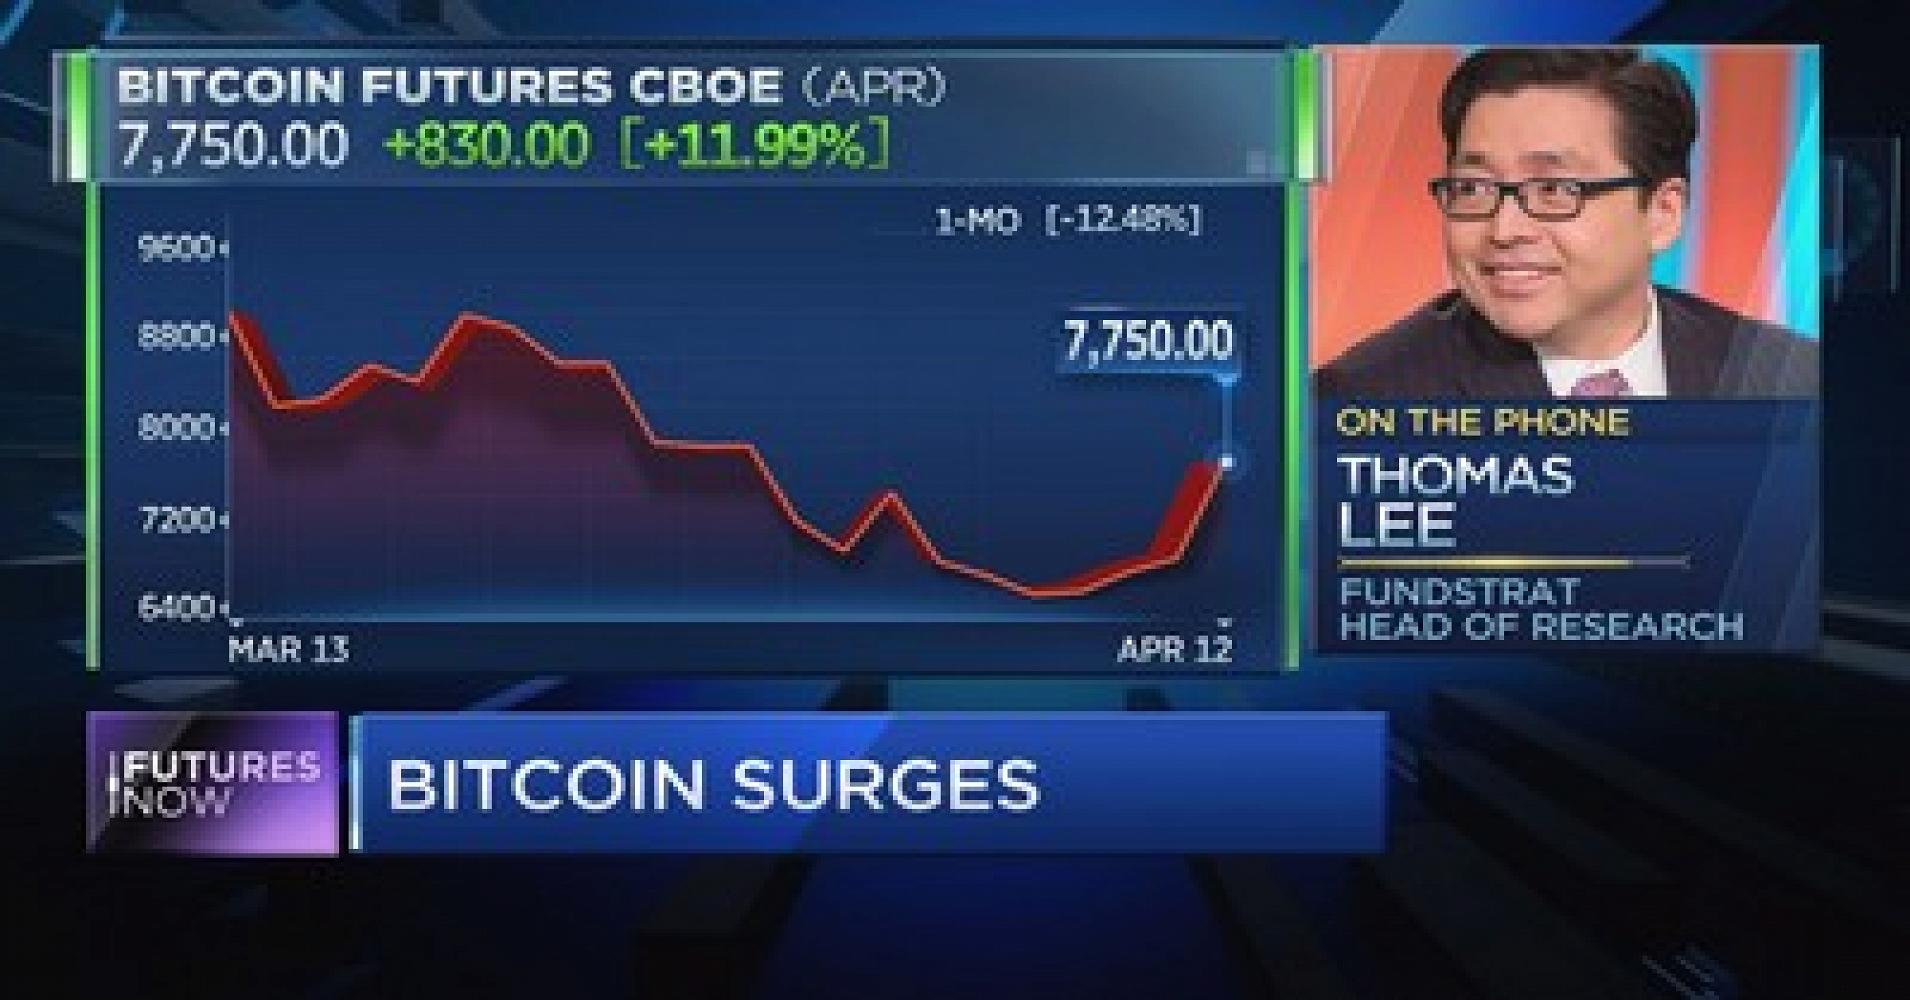 BITCOIN FUTURES CBOE (APR)
7,750.00 +830.00 [+11.99%]
1-MO [-12.48%]
9600
8800
7,750.00
8000
7200
6400
MAR 13 APR 12
ON THE PHONE
THOMAS
LEE
FUNDSTRAT
HEAD OF RESEARCH
FUTURES
NOW
BITCOIN SURGES